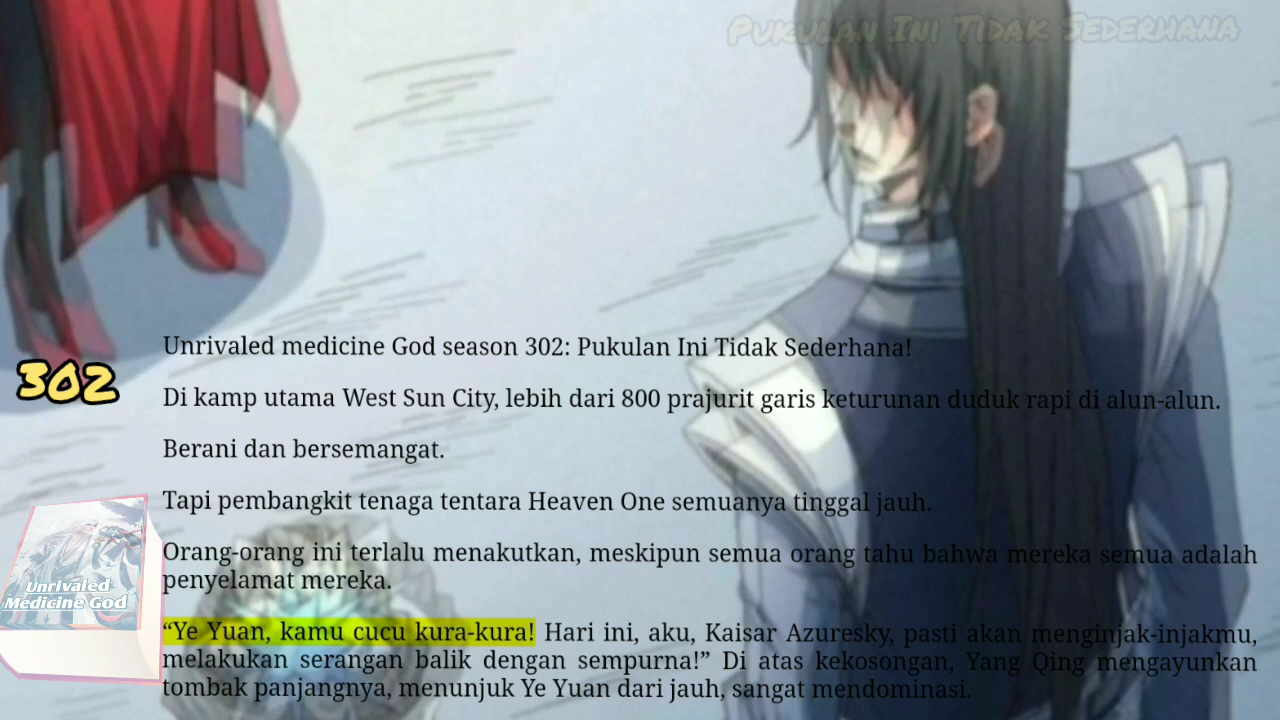 Pukulan Ini Tidak Sederhana
302
Unrivaled medicine God season 302: Pukulan Ini Tidak Sederhana!
Di kamp utama West Sun City, lebih dari 800 prajurit garis keturunan duduk rapi di alun-alun.
Berani dan bersemangat.
Tapi pembangkit tenaga tentara Heaven One semuanya tinggal jauh.
Orang-orang ini terlalu menakutkan, meskipun semua orang tahu bahwa mereka semua adalah
penyelamat mereka.
Unrivaled
Medicine God
“Ye Yuan, kamu cucu kura-kura! Hari ini, aku, Kaisar Azuresky, pasti akan menginjak-injakmu,
melakukan serangan balik dengan sempurna!” Di atas kekosongan, Yang Qing mengayunkan
tombak panjangnya, menunjuk Ye Yuan dari jauh, sangat mendominasi.